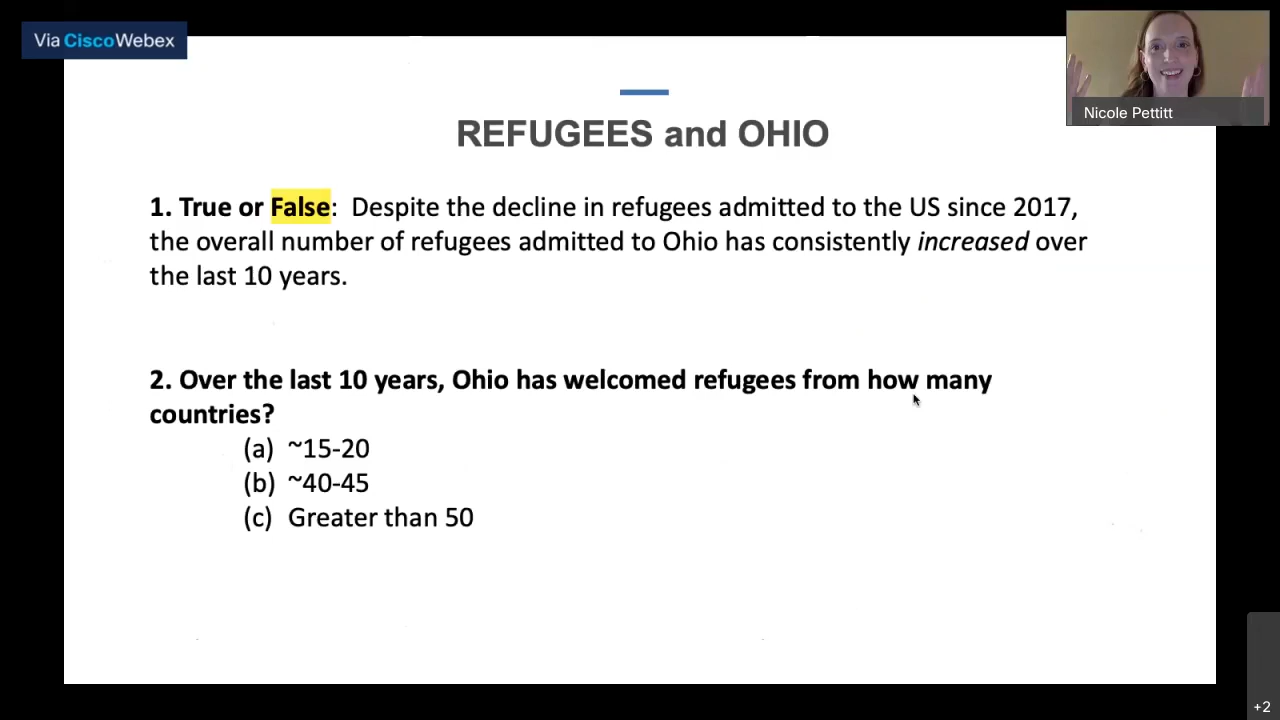 Via Cisco Webex
Nicole Pettitt
REFUGEES and OHIO
1. True or False: Despite the decline in refugees admitted to the US since 2017,
the overall number of refugees admitted to Ohio has consistently increased over
the last 10 years.
2. Over the last 10 years, Ohio has welcomed refugees from how many
countries?
(a) ~15-20
(b) ~40-45
(c) Greater than 50
+2